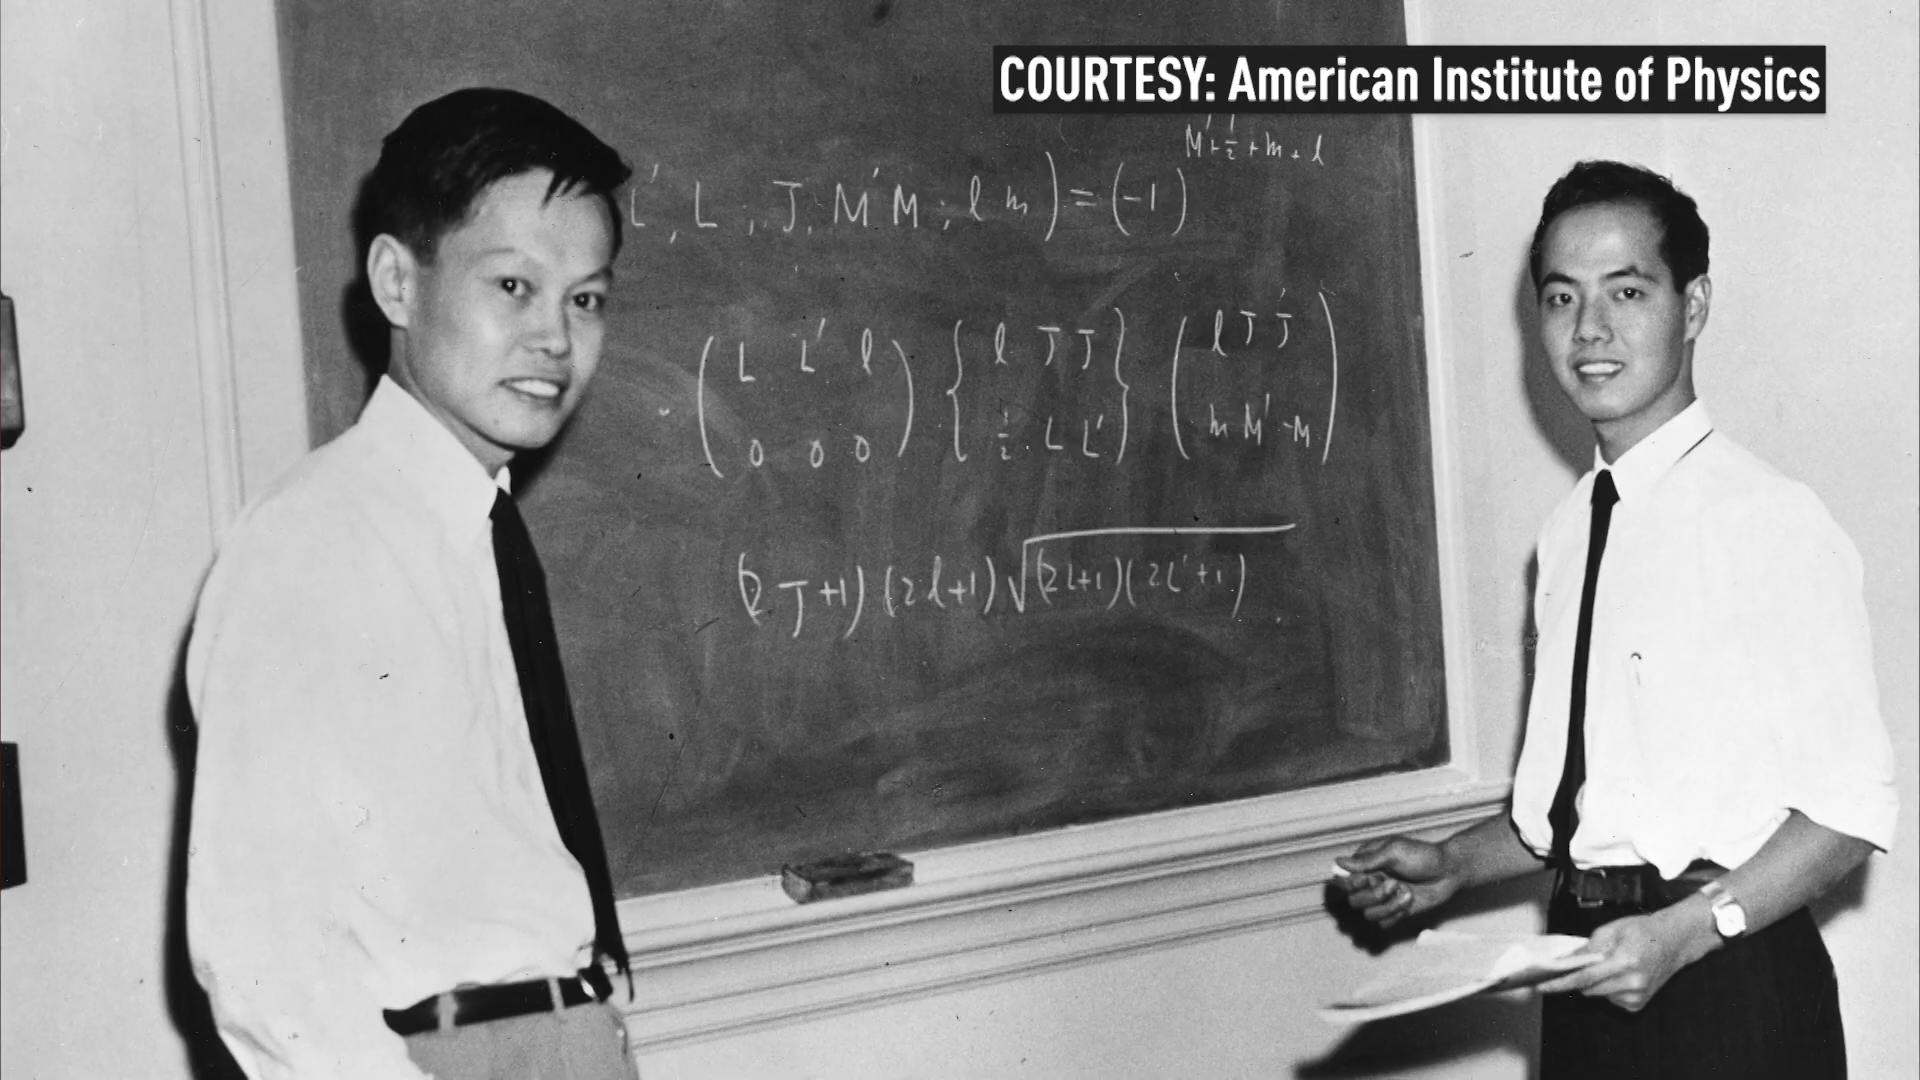 COURTESY: American Institute of Physics
M'+½+m+l
L', L ; J, M'M ; l m) = (-1)
(L L' l) {l J J'} (l J J')
(0 0 0) {½ L L'} (m M' -M)
(2J+1)(2l+1)√(2L+1)(2L'+1)